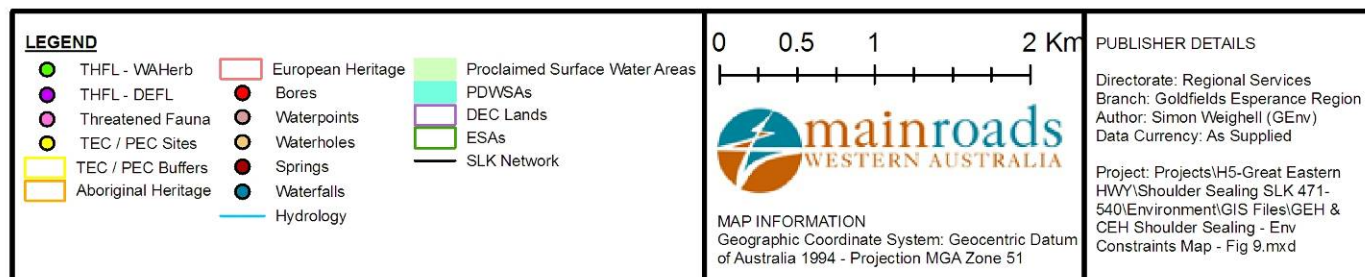 LEGEND
THFL - WAHerb
THFL - DEFL
Threatened Fauna
TEC / PEC Sites
TEC / PEC Buffers
Aboriginal Heritage
European Heritage
Bores
Waterpoints
Waterholes
Springs
Waterfalls
Hydrology
Proclaimed Surface Water Areas
PDWSAs
DEC Lands
ESAs
SLK Network
0 0.5 1 2 Km
mainroads
WESTERN AUSTRALIA
MAP INFORMATION
Geographic Coordinate System: Geocentric Datum
of Australia 1994 - Projection MGA Zone 51
PUBLISHER DETAILS
Directorate: Regional Services
Branch: Goldfields Esperance Region
Author: Simon Weighell (GEnv)
Data Currency: As Supplied
Project: Projects\H5-Great Eastern
HWY\Shoulder Sealing SLK 471-
540\Environment\GIS Files\GEH &
CEH Shoulder Sealing - Env
Constraints Map - Fig 9.mxd